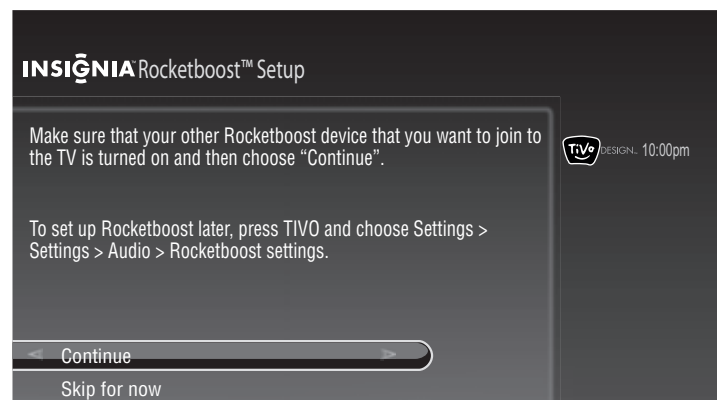 INSIGNIA™ Rocketboost™ Setup
Make sure that your other Rocketboost device that you want to join to
the TV is turned on and then choose “Continue”.
TiVo DESIGN™ 10:00pm
To set up Rocketboost later, press TIVO and choose Settings >
Settings > Audio > Rocketboost settings.
Continue
Skip for now